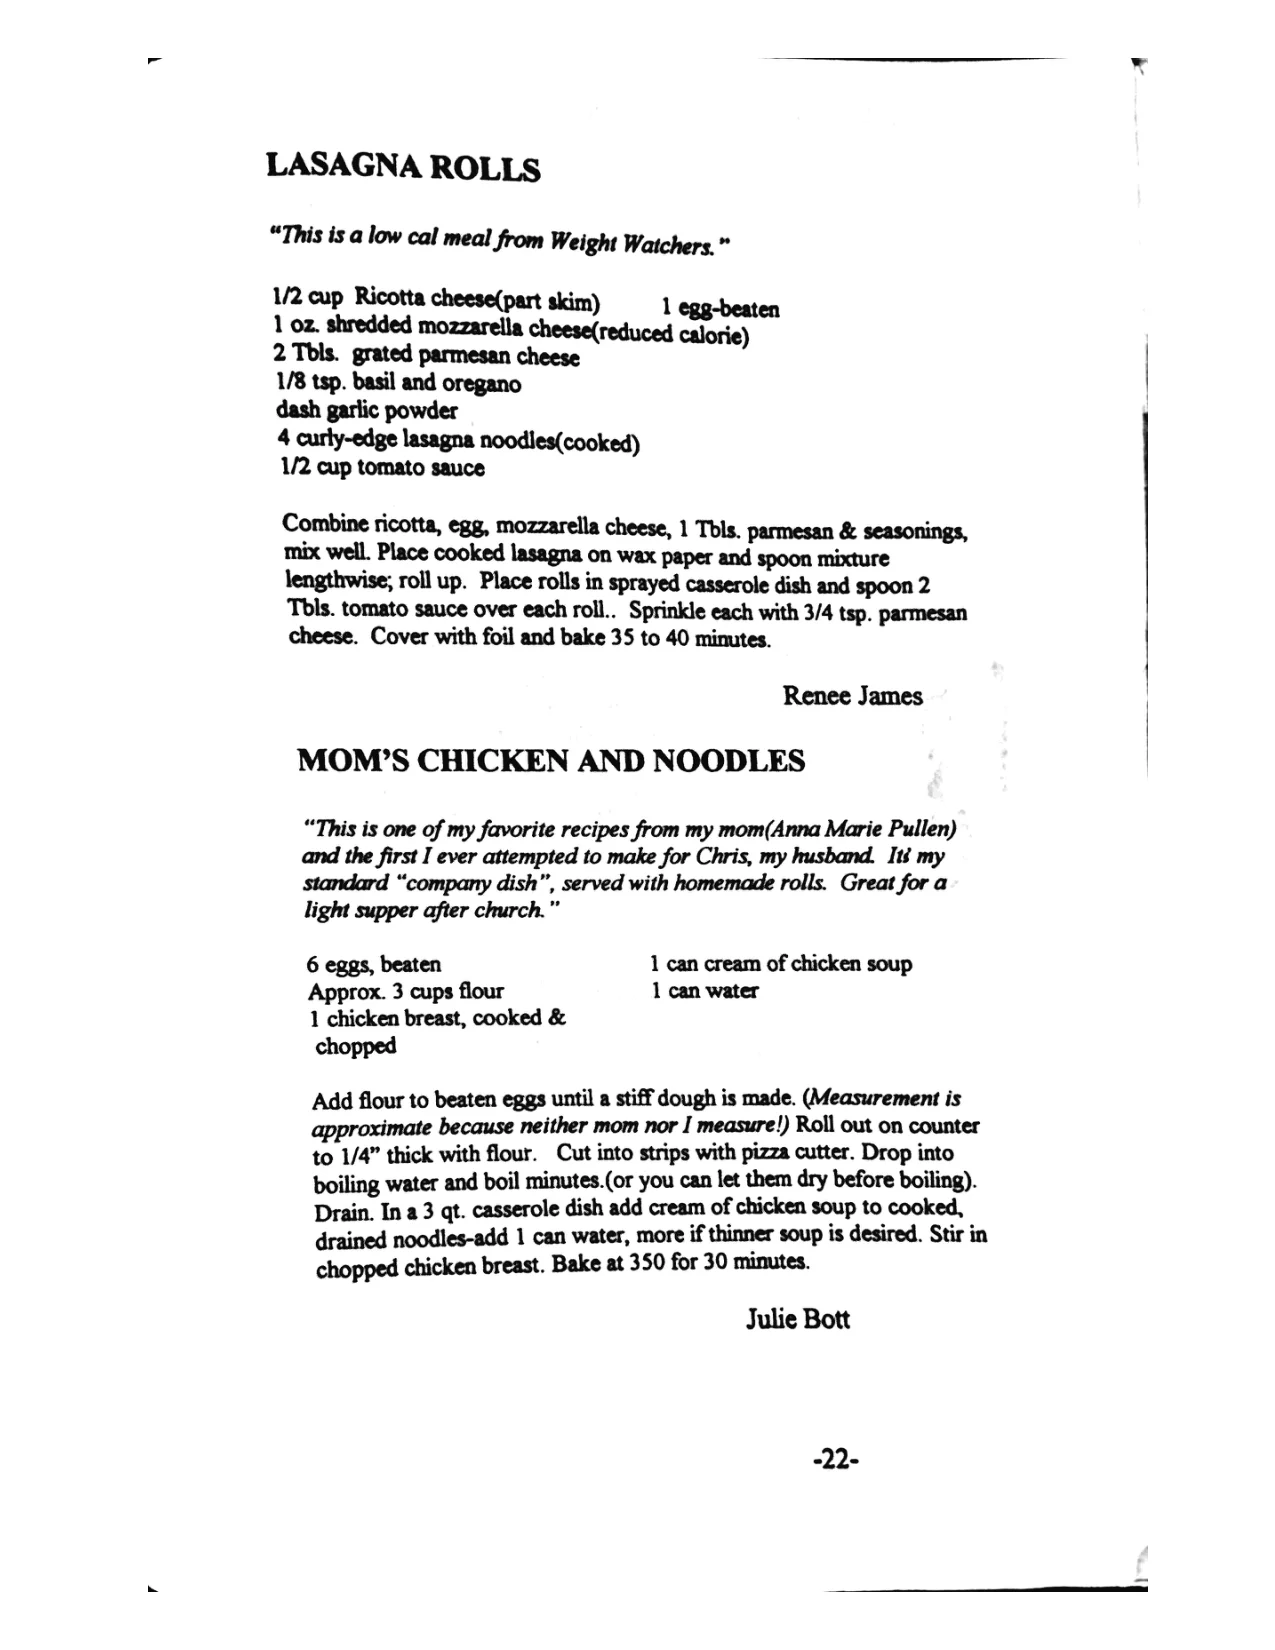 LASAGNA ROLLS
"This is a low cal meal from Weight Watchers."
1/2 cup Ricotta cheese(part skim) 1 egg-beaten
1 oz. shredded mozzarella cheese(reduced calorie)
2 Tbls. grated parmesan cheese
1/8 tsp. basil and oregano
dash garlic powder
4 curly-edge lasagna noodles(cooked)
1/2 cup tomato sauce
Combine ricotta, egg, mozzarella cheese, 1 Tbls. parmesan & seasonings,
mix well. Place cooked lasagna on wax paper and spoon mixture
lengthwise; roll up. Place rolls in sprayed casserole dish and spoon 2
Tbls. tomato sauce over each roll.. Sprinkle each with 3/4 tsp. parmesan
cheese. Cover with foil and bake 35 to 40 minutes.
Renee James
MOM'S CHICKEN AND NOODLES
"This is one of my favorite recipes from my mom(Anna Marie Pullen)
and the first I ever attempted to make for Chris, my husband. my
standard "company dish", served with homemade rolls. Great for a
light supper after church."
6 eggs, beaten 1 can cream of chicken soup
Approx. 3 cups flour 1 can water
1 chicken breast, cooked &
chopped
Add flour to beaten eggs until a stiff dough is made. (Measurement is
approximate because neither mom nor I measure!) Roll out on counter
to 1/4" thick with flour. Cut into strips with pizza cutter. Drop into
boiling water and boil minutes.(or you can let them dry before boiling).
Drain. In a 3 qt. casserole dish add cream of chicken soup to cooked,
drained noodles-add 1 can water, more if thinner soup is desired. Stir in
chopped chicken breast. Bake at 350 for 30 minutes.
Julie Bott
-22-